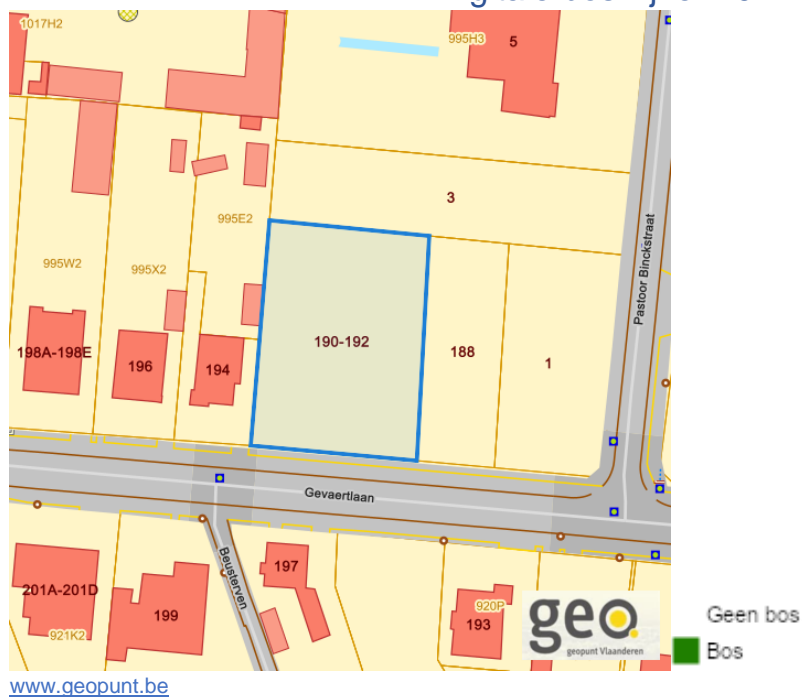 1017H2
995H3
5
3
995E2
995W2
995X2
Pastoor Binckstraat
190-192
198A-198E
196
194
188
1
Gevaertlaan
Beusterven
197
201A-201D
199
921K2
920P
193
geo.
geopunt Vlaanderen
Geen bos
Bos
www.geopunt.be